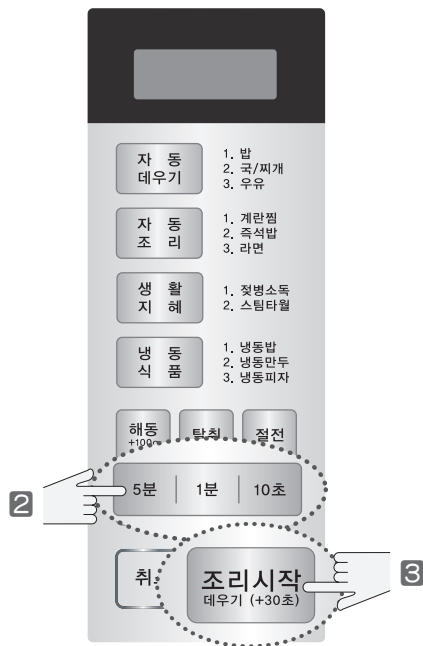 자 동
데우기
1. 밥
2. 국/찌개
3. 우유
자 동
조 리
1. 계란찜
2. 즉석밥
3. 라면
생 활
지 혜
1. 젖병소독
2. 스팀타월
냉 동
식 품
1. 냉동밥
2. 냉동만두
3. 냉동피자
해동 탈취 절전
+100g
2 5분 1분 10초
취 조리시작 3
데우기 (+30초)